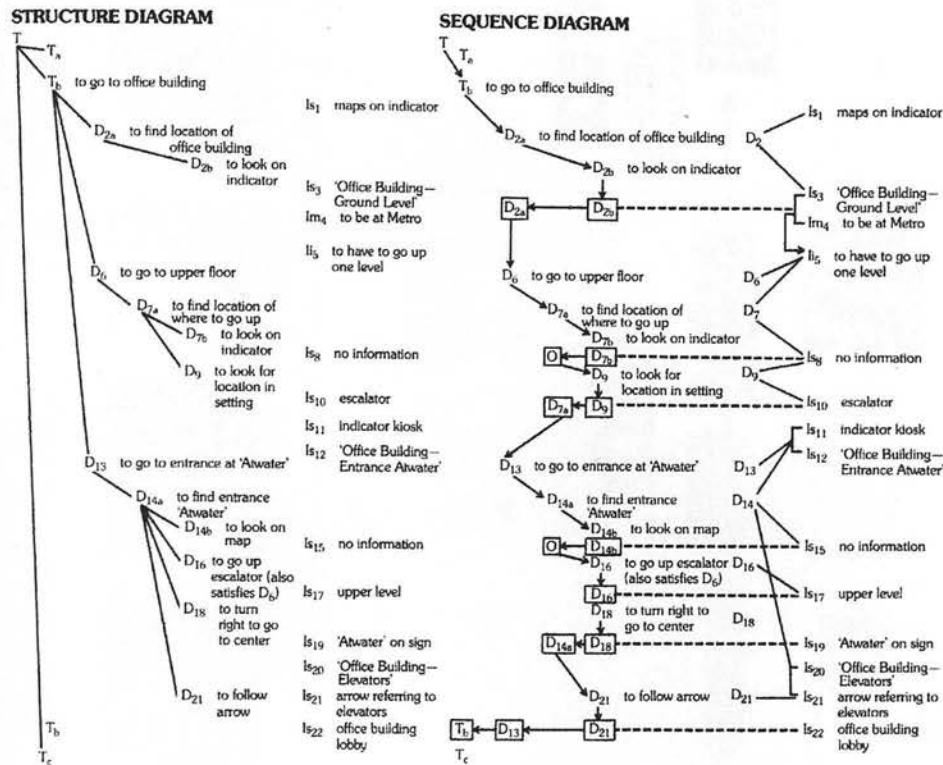 STRUCTURE DIAGRAM
T
Ta
Tb to go to office building
Is1 maps on indicator
D2a to find location of
office building
D2b to look on
indicator
Is3 'Office Building—
Ground Level'
Im4 to be at Metro
Ii5 to have to go up
one level
D6 to go to upper floor
D7a to find location of
where to go up
D7b to look on
indicator
Is8 no information
D9 to look for
location in
setting
Is10 escalator
Is11 indicator kiosk
Is12 'Office Building—
Entrance Atwater'
D13 to go to entrance at 'Atwater'
D14a to find entrance
'Atwater'
D14b to look on
map
Is15 no information
D16 to go up
escalator (also
satisfies D6)
Is17 upper level
D18 to turn
right to go
to center
Is19 'Atwater' on sign
Is20 'Office Building—
Elevators'
D21 to follow
arrow
Is21 arrow referring to
elevators
Is22 office building
lobby
Tb
Tc
SEQUENCE DIAGRAM
T
Ta
Tb to go to office building
Is1 maps on indicator
D2
D2a to find location of office building
D2b to look on indicator
D2a
D2b
Is3 'Office Building—
Ground Level'
Im4 to be at Metro
Ii5 to have to go up
one level
D6
D6 to go to upper floor
D7
D7a to find location of
where to go up
D7b to look on indicator
O
D7b
Is8 no information
D9
D9 to look for
location in setting
D7a
D9
Is10 escalator
Is11 indicator kiosk
Is12 'Office Building—
Entrance Atwater'
D13
D13 to go to entrance at 'Atwater'
D14
D14a to find entrance
'Atwater'
D14b to look on map
O
D14b
Is15 no information
D16 to go up escalator
(also satisfies D6)
D16
D16
Is17 upper level
D18 to turn right to
go to center
D18
D14a
D18
Is19 'Atwater' on sign
Is20 'Office Building—
Elevators'
D21 to follow arrow
D21
Is21 arrow referring to
elevators
Tb
D13
D21
Is22 office building
lobby
Tc